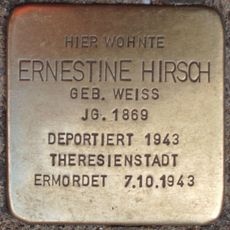 HIER WOHNTE
ERNESTINE HIRSCH
GEB. WEISS
JG. 1869
DEPORTIERT 1943
THERESIENSTADT
ERMORDET 7.10.1943